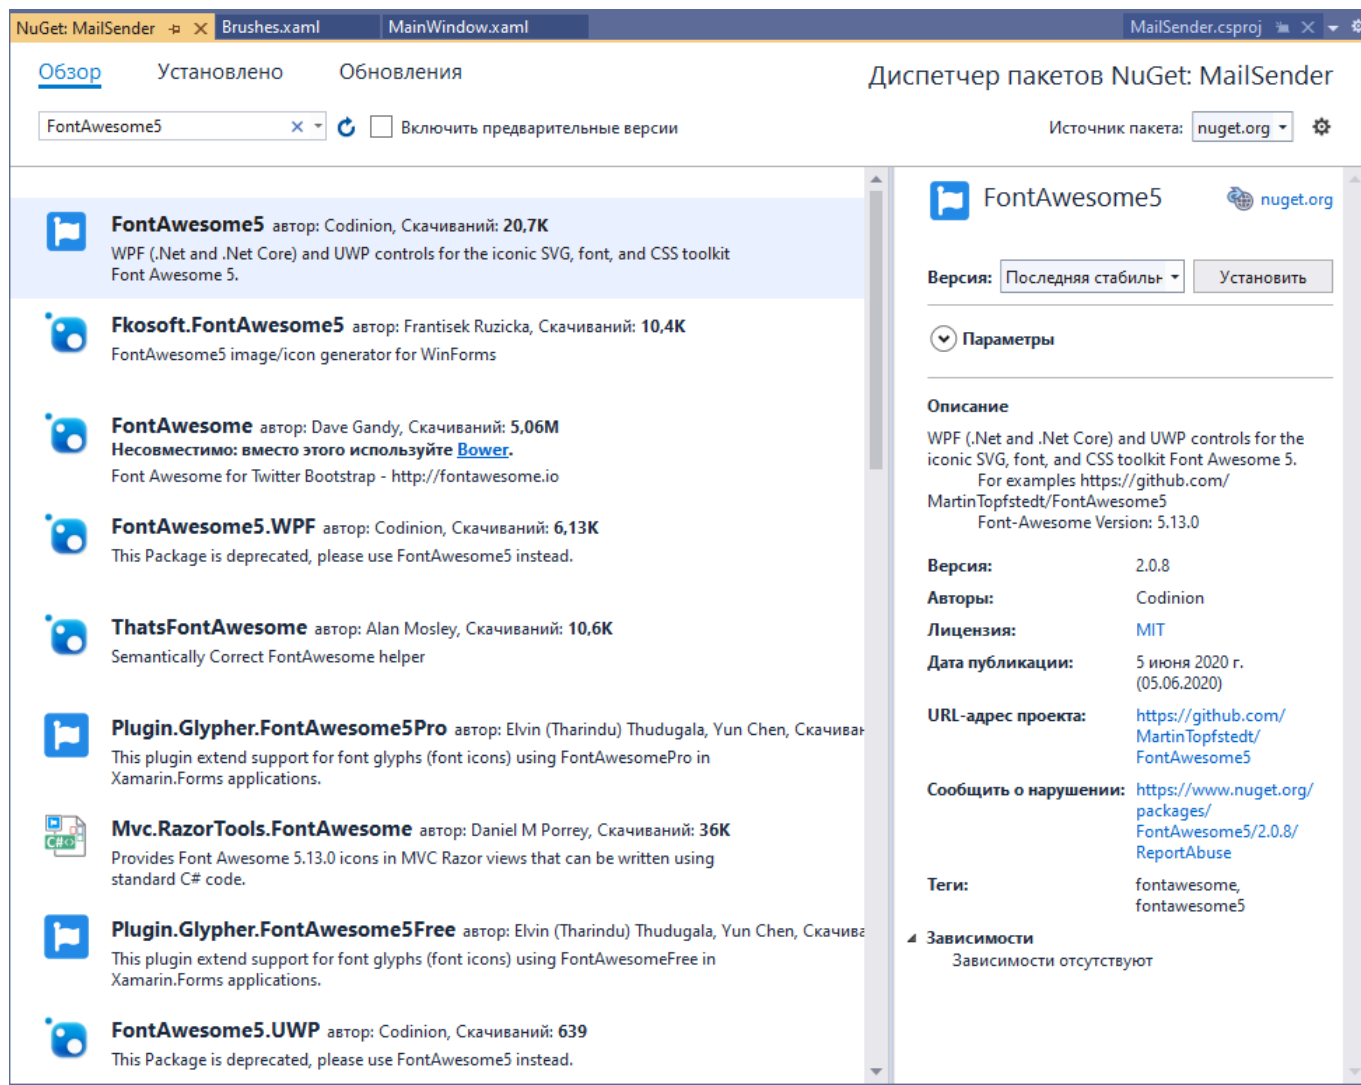 NuGet: MailSender
Brushes.xaml
MainWindow.xaml
MailSender.csproj
Обзор
Установлено
Обновления
Диспетчер пакетов NuGet: MailSender
FontAwesome5
Включить предварительные версии
Источник пакета: nuget.org
FontAwesome5 автор: Codinion, Скачиваний: 20,7K
WPF (.Net and .Net Core) and UWP controls for the iconic SVG, font, and CSS toolkit
Font Awesome 5.
Fkosoft.FontAwesome5 автор: Frantisek Ruzicka, Скачиваний: 10,4K
FontAwesome5 image/icon generator for WinForms
FontAwesome автор: Dave Gandy, Скачиваний: 5,06M
Несовместимо: вместо этого используйте Bower.
Font Awesome for Twitter Bootstrap - http://fontawesome.io
FontAwesome5.WPF автор: Codinion, Скачиваний: 6,13K
This Package is deprecated, please use FontAwesome5 instead.
ThatsFontAwesome автор: Alan Mosley, Скачиваний: 10,6K
Semantically Correct FontAwesome helper
Plugin.Glypher.FontAwesome5Pro автор: Elvin (Tharindu) Thudugala, Yun Chen, Скачиван
This plugin extend support for font glyphs (font icons) using FontAwesomePro in
Xamarin.Forms applications.
C#
Mvc.RazorTools.FontAwesome автор: Daniel M Porrey, Скачиваний: 36K
Provides Font Awesome 5.13.0 icons in MVC Razor views that can be written using
standard C# code.
Plugin.Glypher.FontAwesome5Free автор: Elvin (Tharindu) Thudugala, Yun Chen, Скачива
This plugin extend support for font glyphs (font icons) using FontAwesomeFree in
Xamarin.Forms applications.
FontAwesome5.UWP автор: Codinion, Скачиваний: 639
This Package is deprecated, please use FontAwesome5 instead.
FontAwesome5
nuget.org
Версия: Последняя стабильн
Установить
Параметры
Описание
WPF (.Net and .Net Core) and UWP controls for the
iconic SVG, font, and CSS toolkit Font Awesome 5.
For examples https://github.com/
MartinTopfstedt/FontAwesome5
Font-Awesome Version: 5.13.0
Версия: 2.0.8
Авторы: Codinion
Лицензия: MIT
Дата публикации: 5 июня 2020 г.
(05.06.2020)
URL-адрес проекта: https://github.com/
MartinTopfstedt/
FontAwesome5
Сообщить о нарушении: https://www.nuget.org/
packages/
FontAwesome5/2.0.8/
ReportAbuse
Теги: fontawesome,
fontawesome5
Зависимости
Зависимости отсутствуют